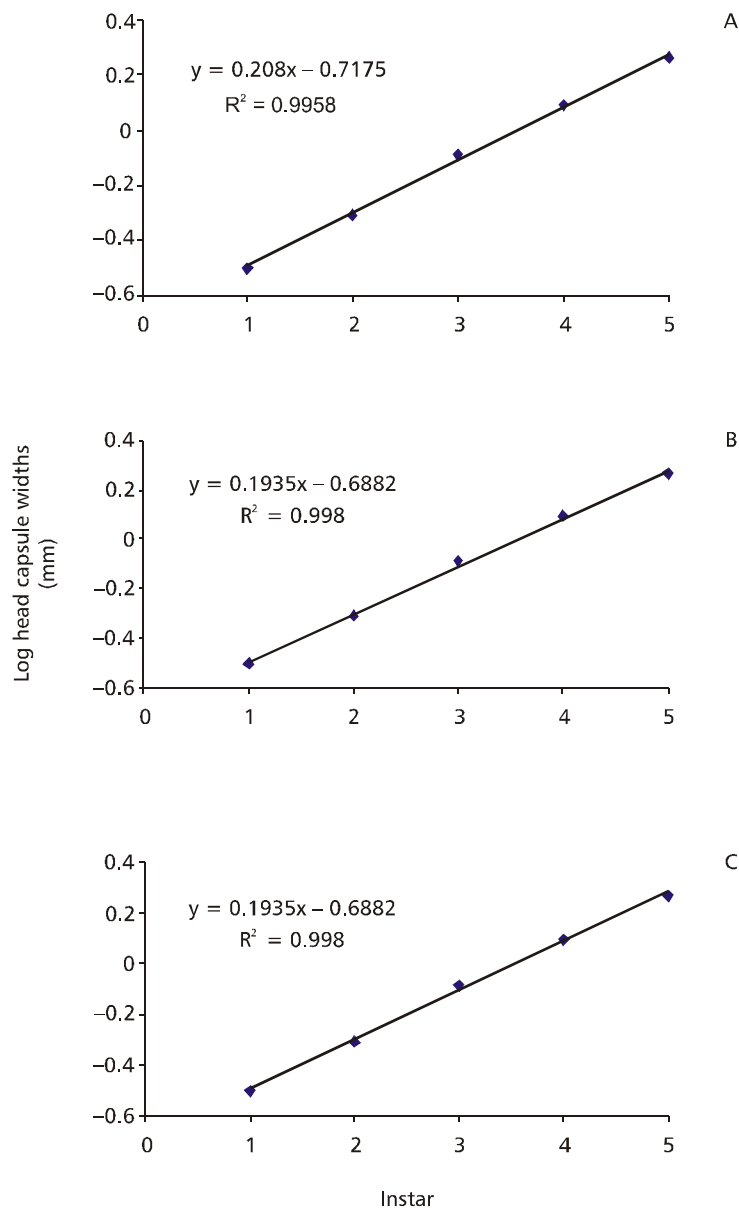 A
0.4
0.2
0
−0.2
−0.4
−0.6
y = 0.208x − 0.7175
R² = 0.9958
0 1 2 3 4 5
B
0.4
0.2
0
−0.2
−0.4
−0.6
y = 0.1935x − 0.6882
R² = 0.998
0 1 2 3 4 5
Log head capsule widths
(mm)
C
0.4
0.2
0
−0.2
−0.4
−0.6
y = 0.1935x − 0.6882
R² = 0.998
0 1 2 3 4 5
Instar